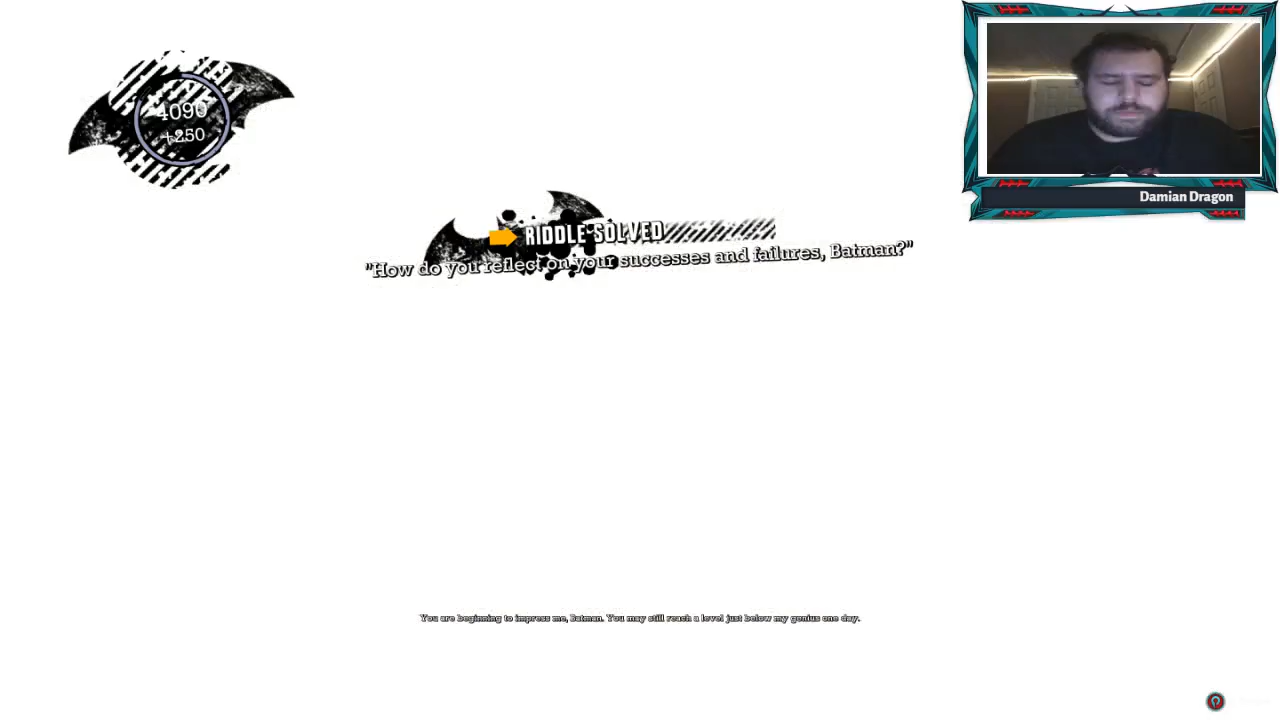 4090
+250
Damian Dragon
RIDDLE SOLVED
"How do you reflect on your successes and failures, Batman?"
You are beginning to impress me, Batman. You may still reach a level just below my genius one day.